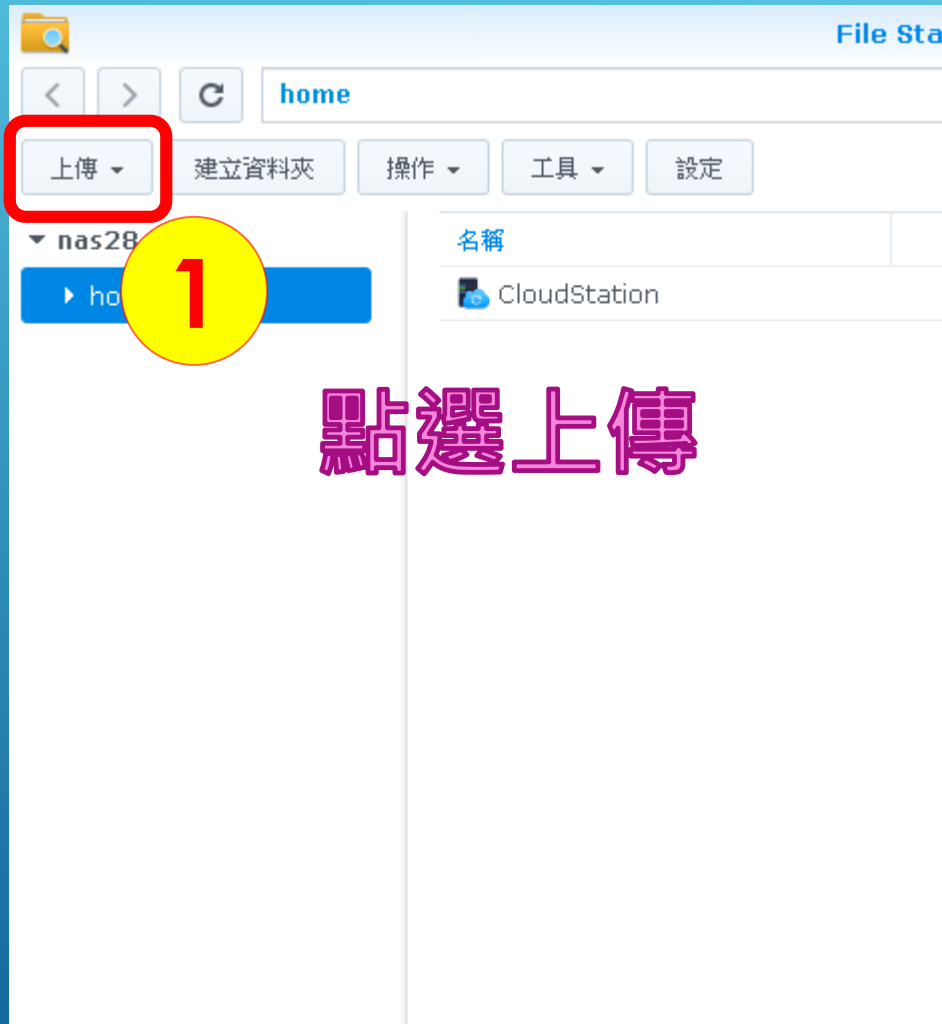 File Sta
home
上傳 建立資料夾 操作 工具 設定
nas28
名稱
ho
1
CloudStation
點選上傳